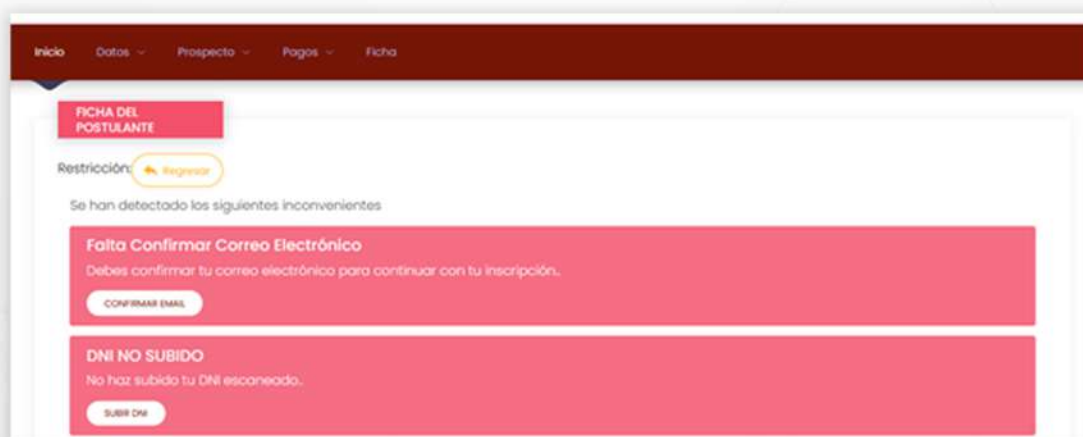 Inicio Datos Prospecto Pagos Ficha
FICHA DEL
POSTULANTE
Restricción: Regresar
Se han detectado los siguientes inconvenientes
Falta Confirmar Correo Electrónico
Debes confirmar tu correo electrónico para continuar con tu inscripción..
CONFIRMAR EMAIL
DNI NO SUBIDO
No haz subido tu DNI escaneado..
SUBIR DNI